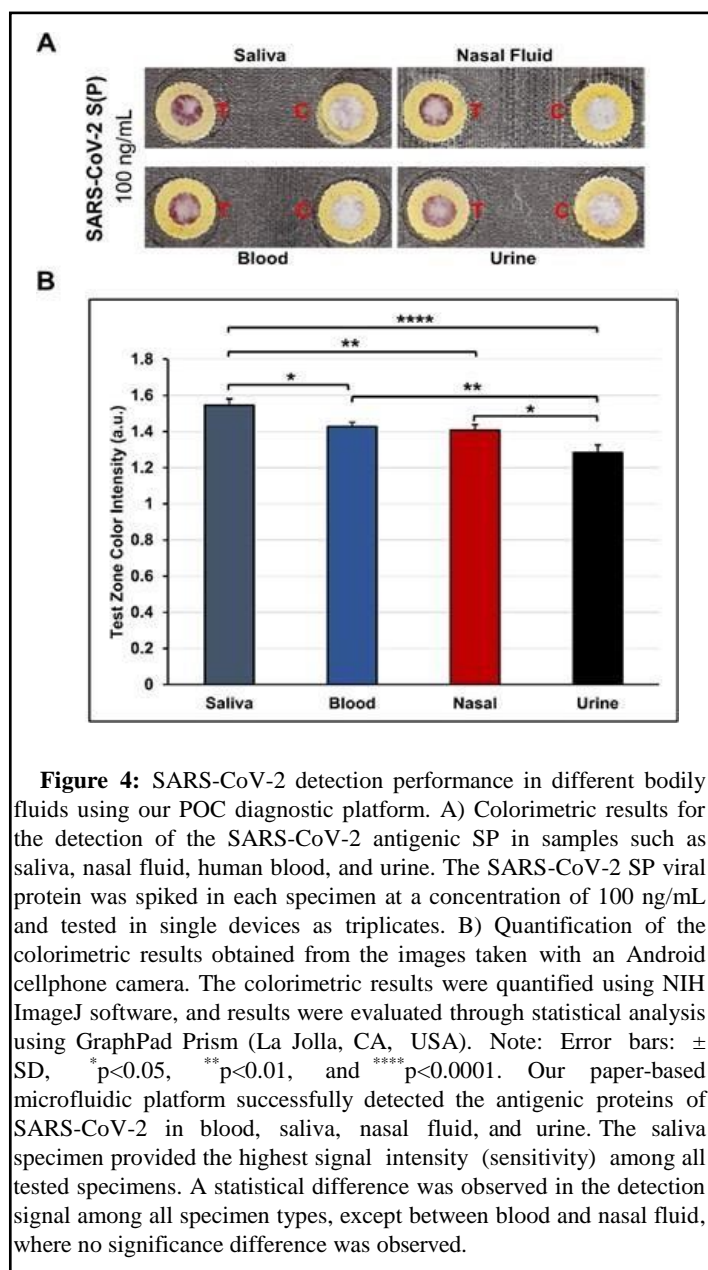 A
Saliva
Nasal Fluid
SARS-CoV-2 S(P)
100 ng/mL
T
C
T
C
T
C
T
C
Blood
Urine
B
****
**
*
**
*
Test Zone Color Intensity (a.u.)
1.8
1.6
1.4
1.2
1
0.8
0.6
0.4
0.2
0
Saliva
Blood
Nasal
Urine
Figure 4: SARS-CoV-2 detection performance in different bodily
fluids using our POC diagnostic platform. A) Colorimetric results for
the detection of the SARS-CoV-2 antigenic SP in samples such as
saliva, nasal fluid, human blood, and urine. The SARS-CoV-2 SP viral
protein was spiked in each specimen at a concentration of 100 ng/mL
and tested in single devices as triplicates. B) Quantification of the
colorimetric results obtained from the images taken with an Android
cellphone camera. The colorimetric results were quantified using NIH
ImageJ software, and results were evaluated through statistical analysis
using GraphPad Prism (La Jolla, CA, USA). Note: Error bars: ±
SD, *p<0.05, **p<0.01, and ****p<0.0001. Our paper-based
microfluidic platform successfully detected the antigenic proteins of
SARS-CoV-2 in blood, saliva, nasal fluid, and urine. The saliva
specimen provided the highest signal intensity (sensitivity) among all
tested specimens. A statistical difference was observed in the detection
signal among all specimen types, except between blood and nasal fluid,
where no significance difference was observed.